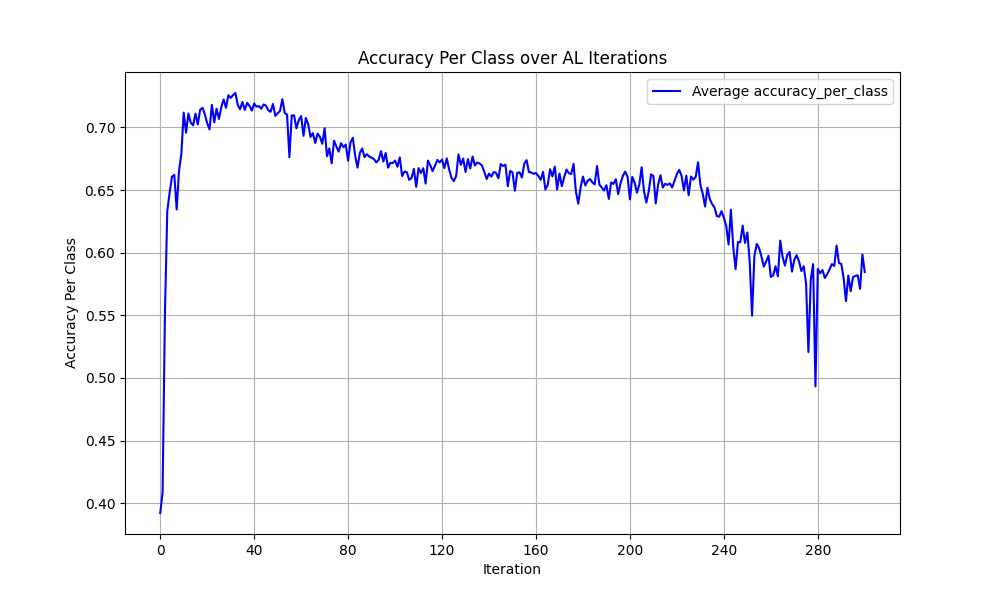 Accuracy Per Class over AL Iterations
Average accuracy_per_class
Accuracy Per Class
0.70
0.65
0.60
0.55
0.50
0.45
0.40
0 40 80 120 160 200 240 280
Iteration